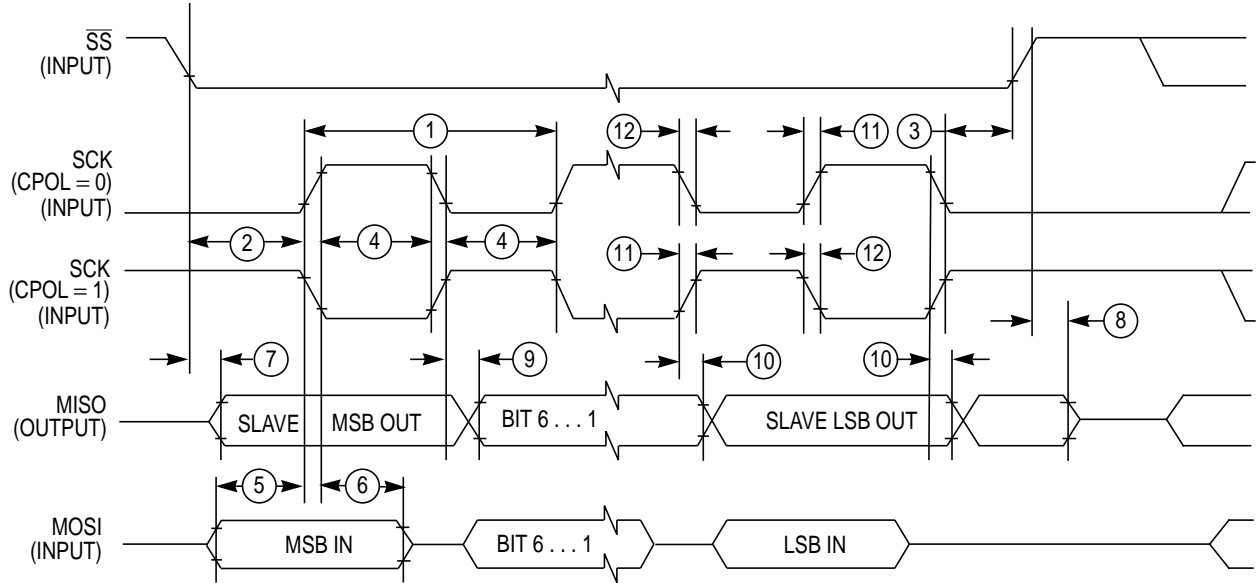 SS
(INPUT)
1
12
11
3
SCK
(CPOL = 0)
(INPUT)
2
4
4
11
12
SCK
(CPOL = 1)
(INPUT)
8
7
9
10
10
MISO
(OUTPUT)
SLAVE MSB OUT
BIT 6 . . . 1
SLAVE LSB OUT
5
6
MOSI
(INPUT)
MSB IN
BIT 6 . . . 1
LSB IN